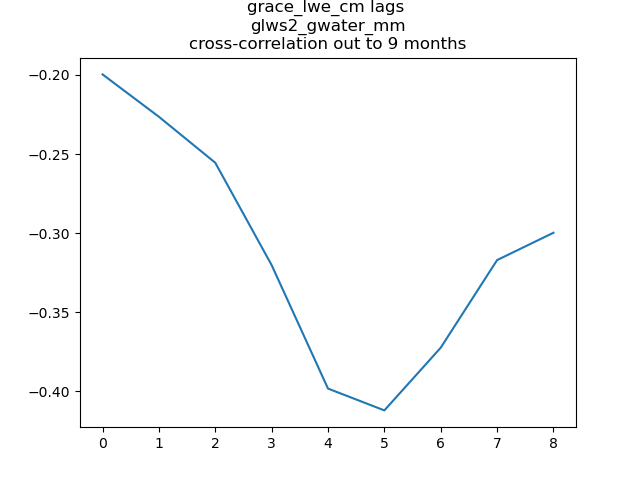 grace_lwe_cm lags
glws2_gwater_mm
cross-correlation out to 9 months
−0.20
−0.25
−0.30
−0.35
−0.40
0 1 2 3 4 5 6 7 8